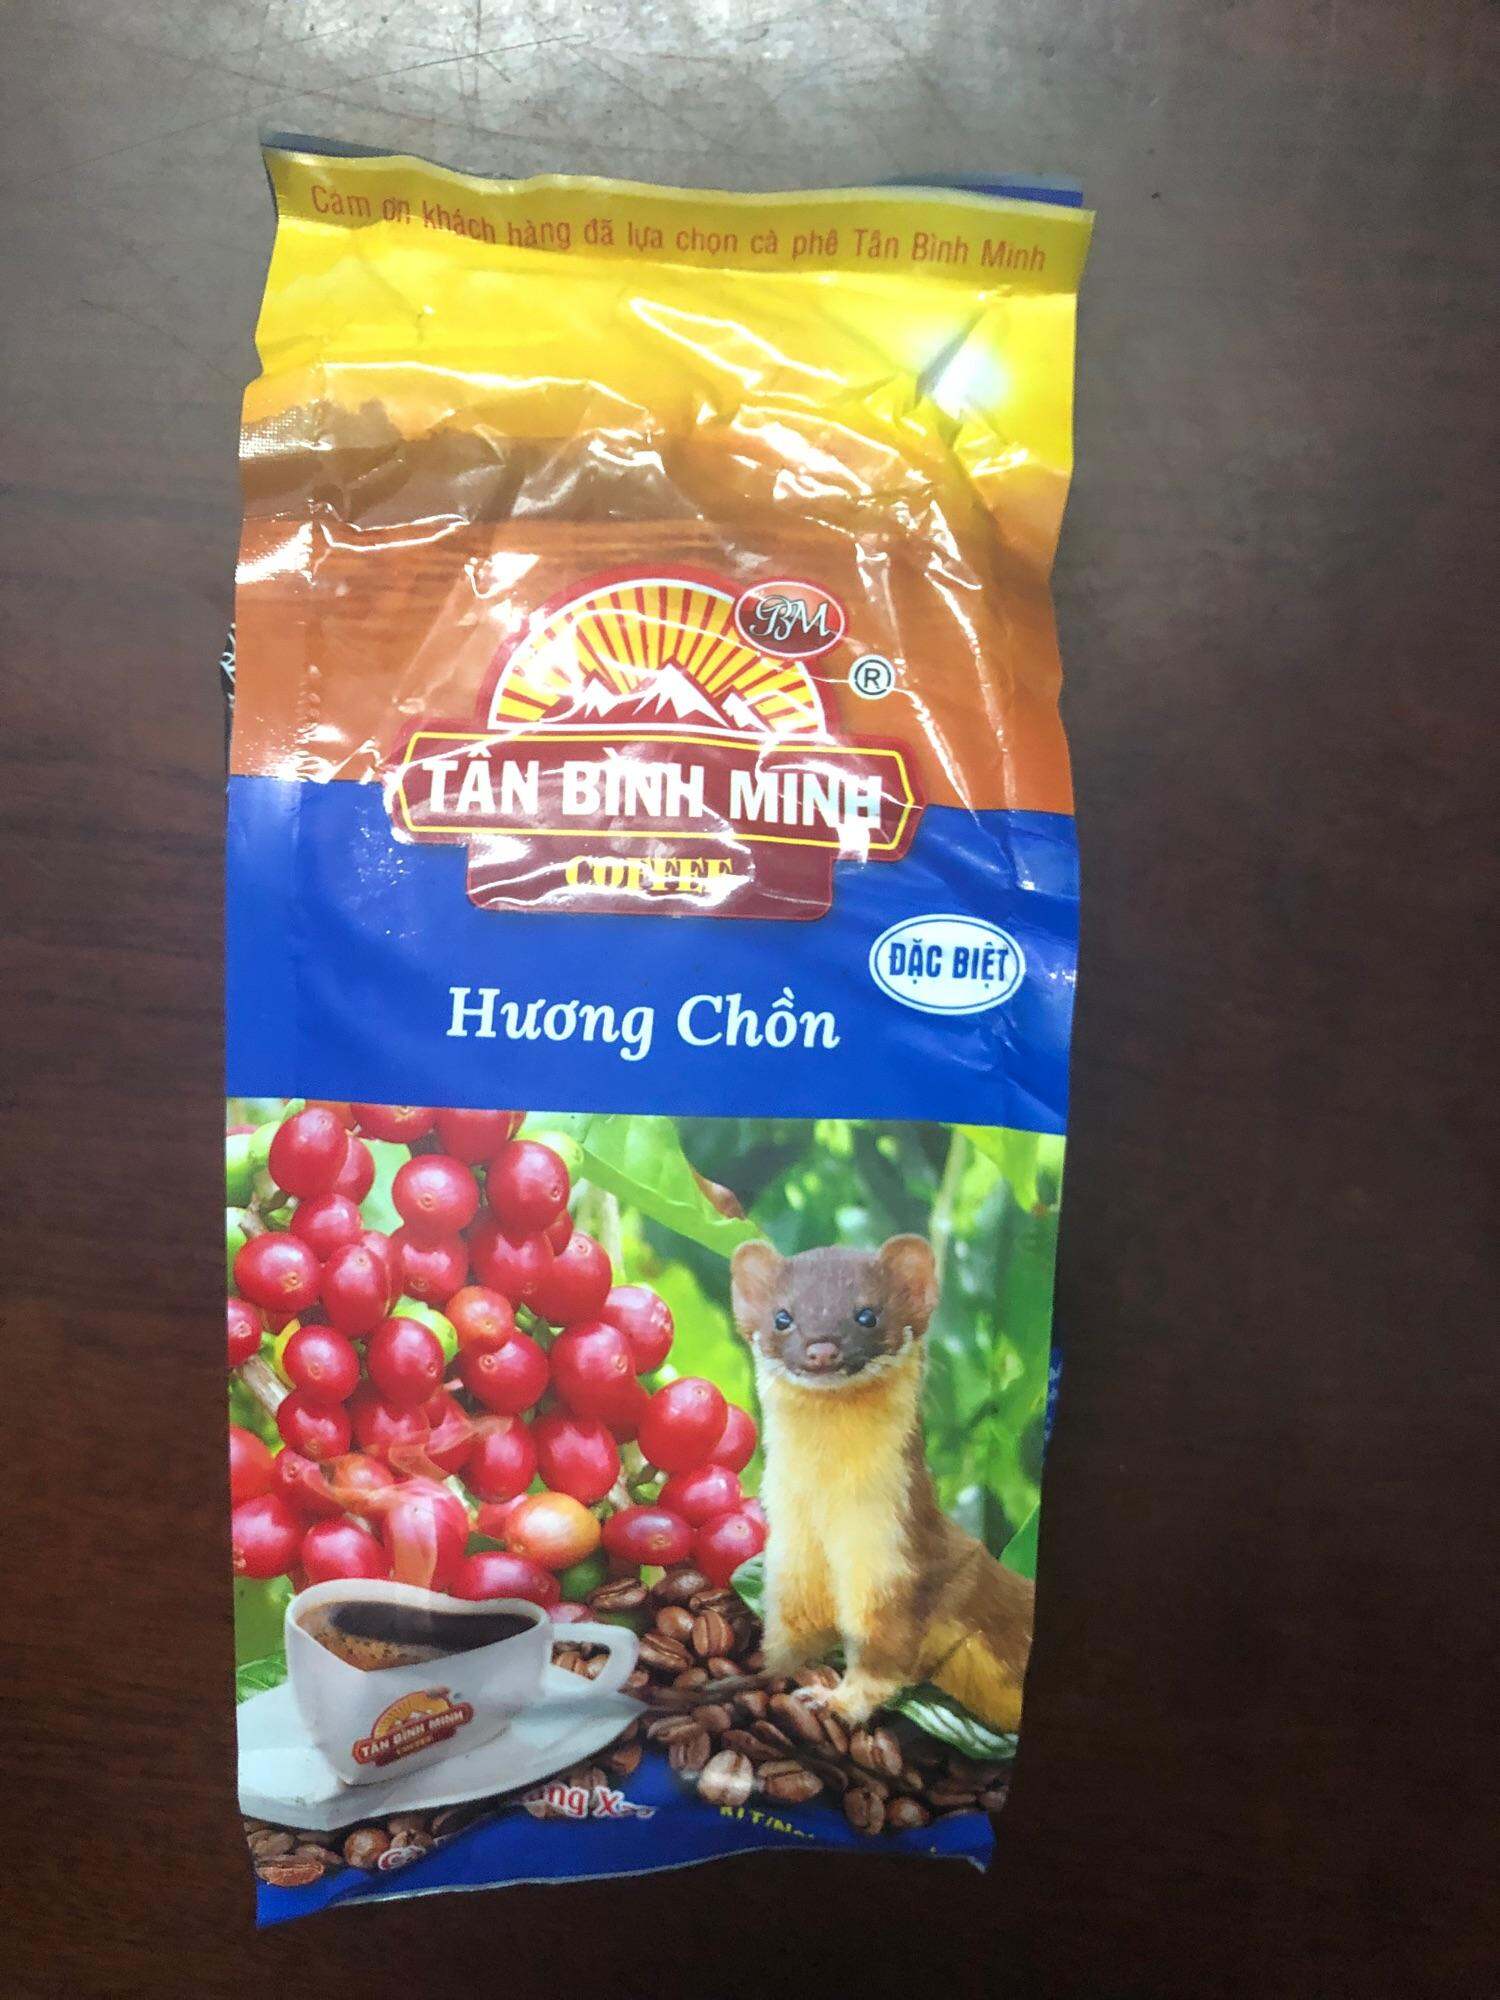 Cảm ơn khách hàng đã lựa chọn cà phê Tân Bình Minh
BM
®
TÂN BÌNH MINH
COFFEE
ĐẶC BIỆT
Hương Chồn
TÂN BÌNH MINH
COFFEE